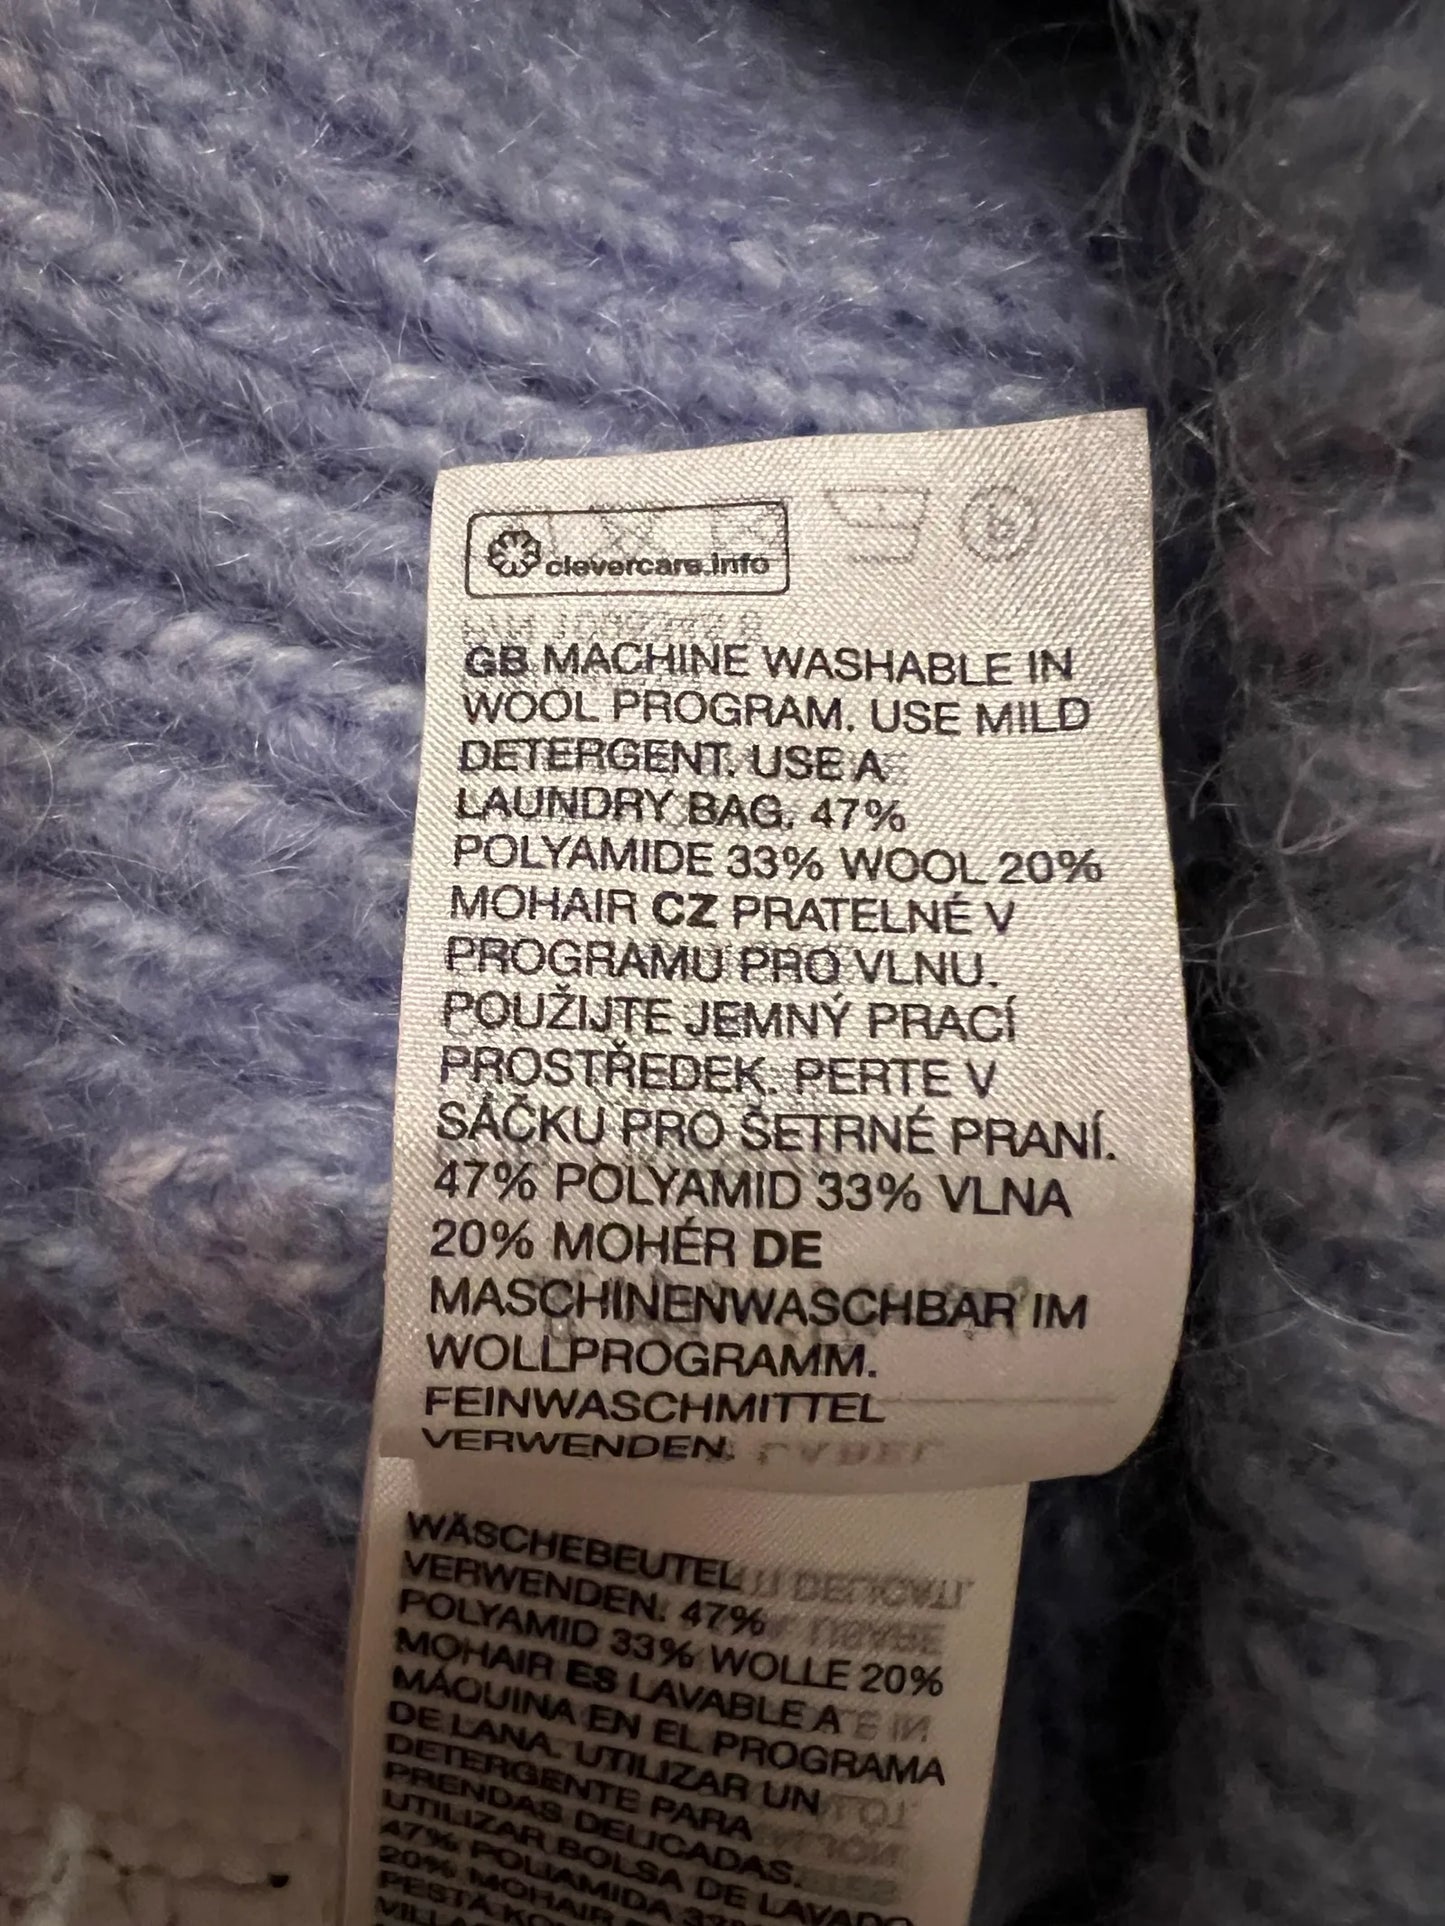 clevercare.info
GB MACHINE WASHABLE IN
WOOL PROGRAM. USE MILD
DETERGENT. USE A
LAUNDRY BAG. 47%
POLYAMIDE 33% WOOL 20%
MOHAIR CZ PRATELNÉ V
PROGRAMU PRO VLNU.
POUŽIJTE JEMNÝ PRACÍ
PROSTŘEDEK. PERTE V
SÁČKU PRO ŠETRNÉ PRANÍ.
47% POLYAMID 33% VLNA
20% MOHÉR DE
MASCHINENWASCHBAR IM
WOLLPROGRAMM.
FEINWASCHMITTEL
VERWENDEN.
WÄSCHEBEUTEL
VERWENDEN. 47%
POLYAMID 33% WOLLE 20%
MOHAIR ES LAVABLE A
MÁQUINA EN EL PROGRAMA
DE LANA. UTILIZAR UN
DETERGENTE PARA
PRENDAS DELICADAS.
UTILIZAR BOLSA DE LAVADO
47% POLIAMIDA 33%
20% MOHAIR